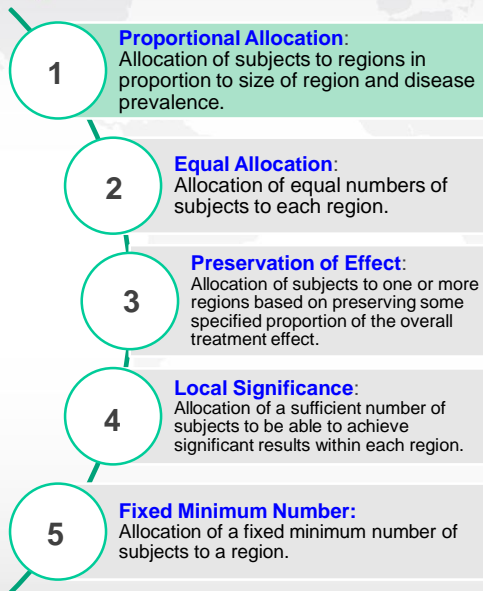 1
Proportional Allocation:
Allocation of subjects to regions in
proportion to size of region and disease
prevalence.
2
Equal Allocation:
Allocation of equal numbers of
subjects to each region.
3
Preservation of Effect:
Allocation of subjects to one or more
regions based on preserving some
specified proportion of the overall
treatment effect.
4
Local Significance:
Allocation of a sufficient number of
subjects to be able to achieve
significant results within each region.
5
Fixed Minimum Number:
Allocation of a fixed minimum number of
subjects to a region.